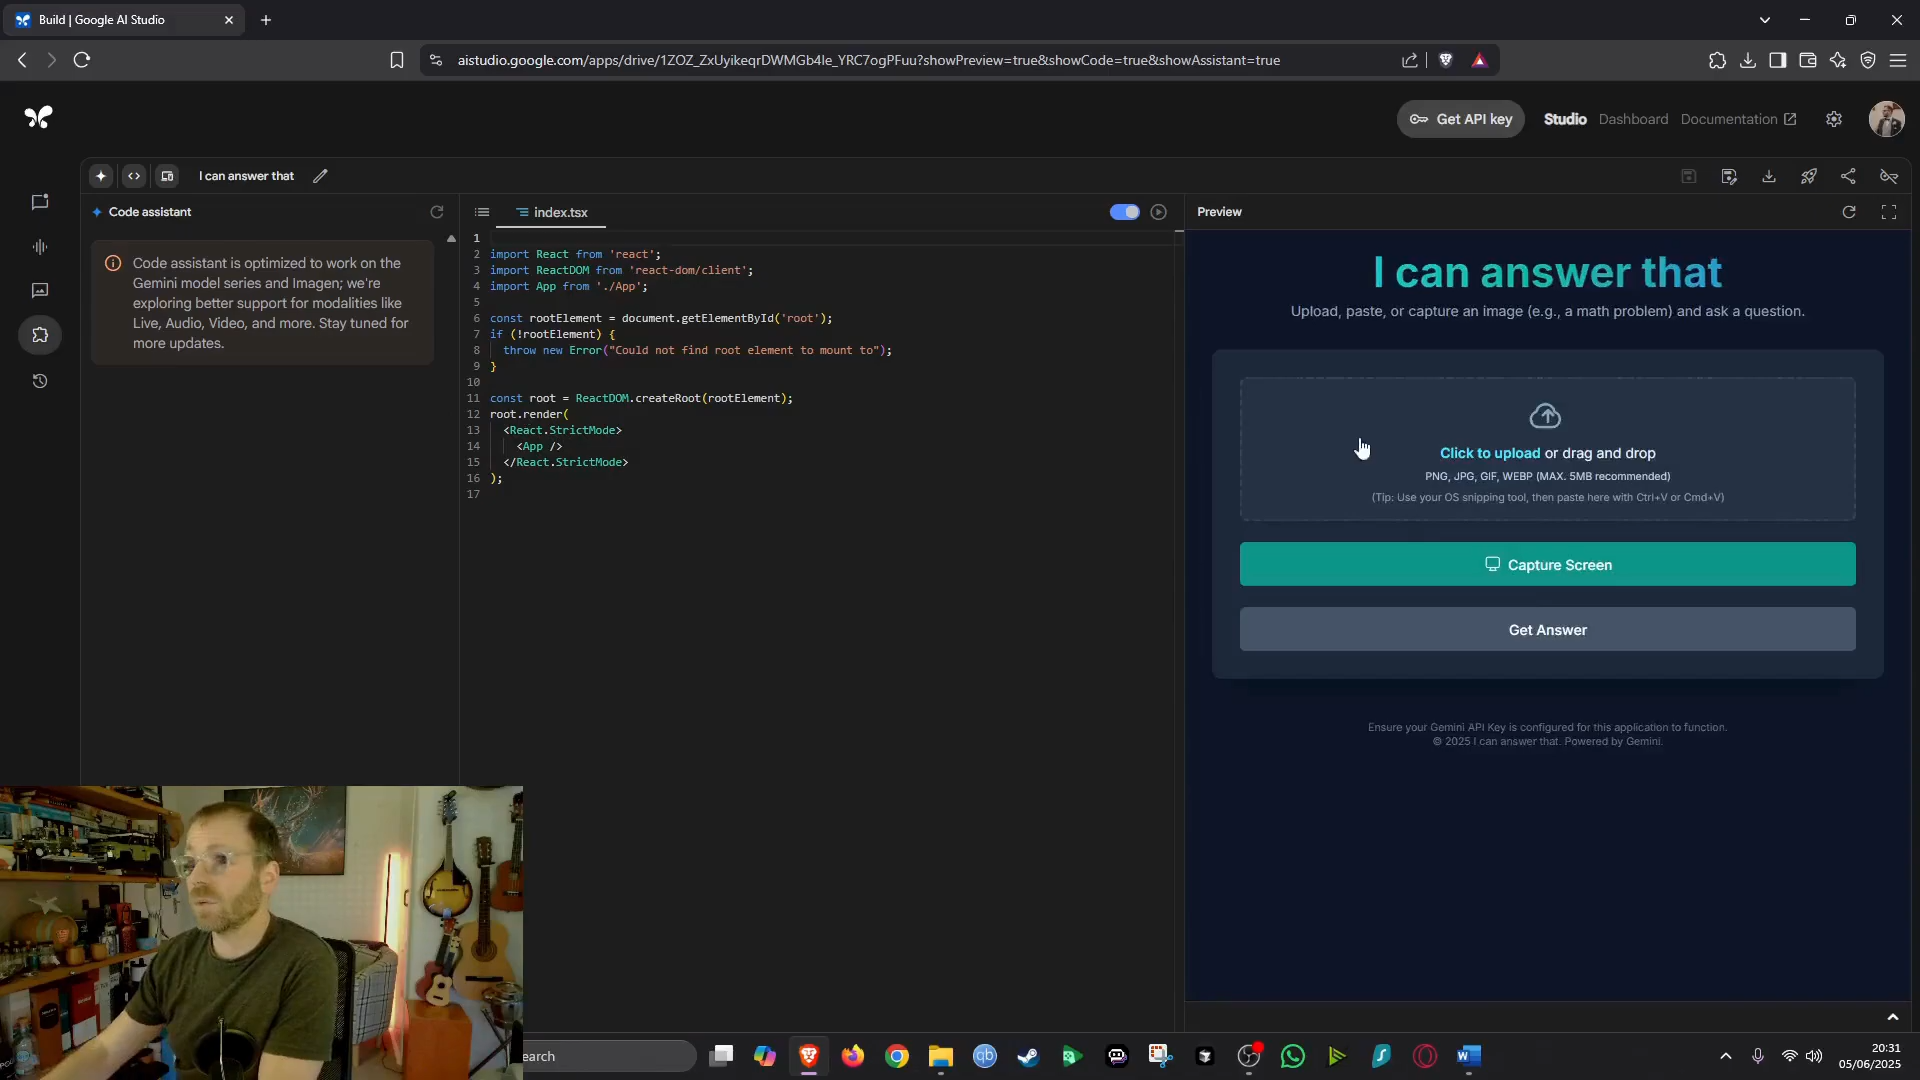 Build | Google AI Studio
aistudio.google.com/apps/drive/1ZOZ_ZxUyikeqrDWMGb4le_YRC7ogPFuu?showPreview=true&showCode=true&showAssistant=true
Get API key
Studio
Dashboard
Documentation
I can answer that
Code assistant
Code assistant is optimized to work on the
Gemini model series and Imagen; we're
exploring better support for modalities like
Live, Audio, Video, and more. Stay tuned for
more updates.
index.tsx
1
2 import React from 'react';
3 import ReactDOM from 'react-dom/client';
4 import App from './App';
5
6 const rootElement = document.getElementById('root');
7 if (!rootElement) {
8 throw new Error("Could not find root element to mount to");
9 }
10
11 const root = ReactDOM.createRoot(rootElement);
12 root.render(
13 <React.StrictMode>
14 <App />
15 </React.StrictMode>
16 );
17
Preview
I can answer that
Upload, paste, or capture an image (e.g., a math problem) and ask a question.
Click to upload or drag and drop
PNG, JPG, GIF, WEBP (MAX. 5MB recommended)
(Tip: Use your OS snipping tool, then paste here with Ctrl+V or Cmd+V)
Capture Screen
Get Answer
Ensure your Gemini API Key is configured for this application to function.
© 2025 I can answer that. Powered by Gemini.
earch
qb
20:31
05/06/2025